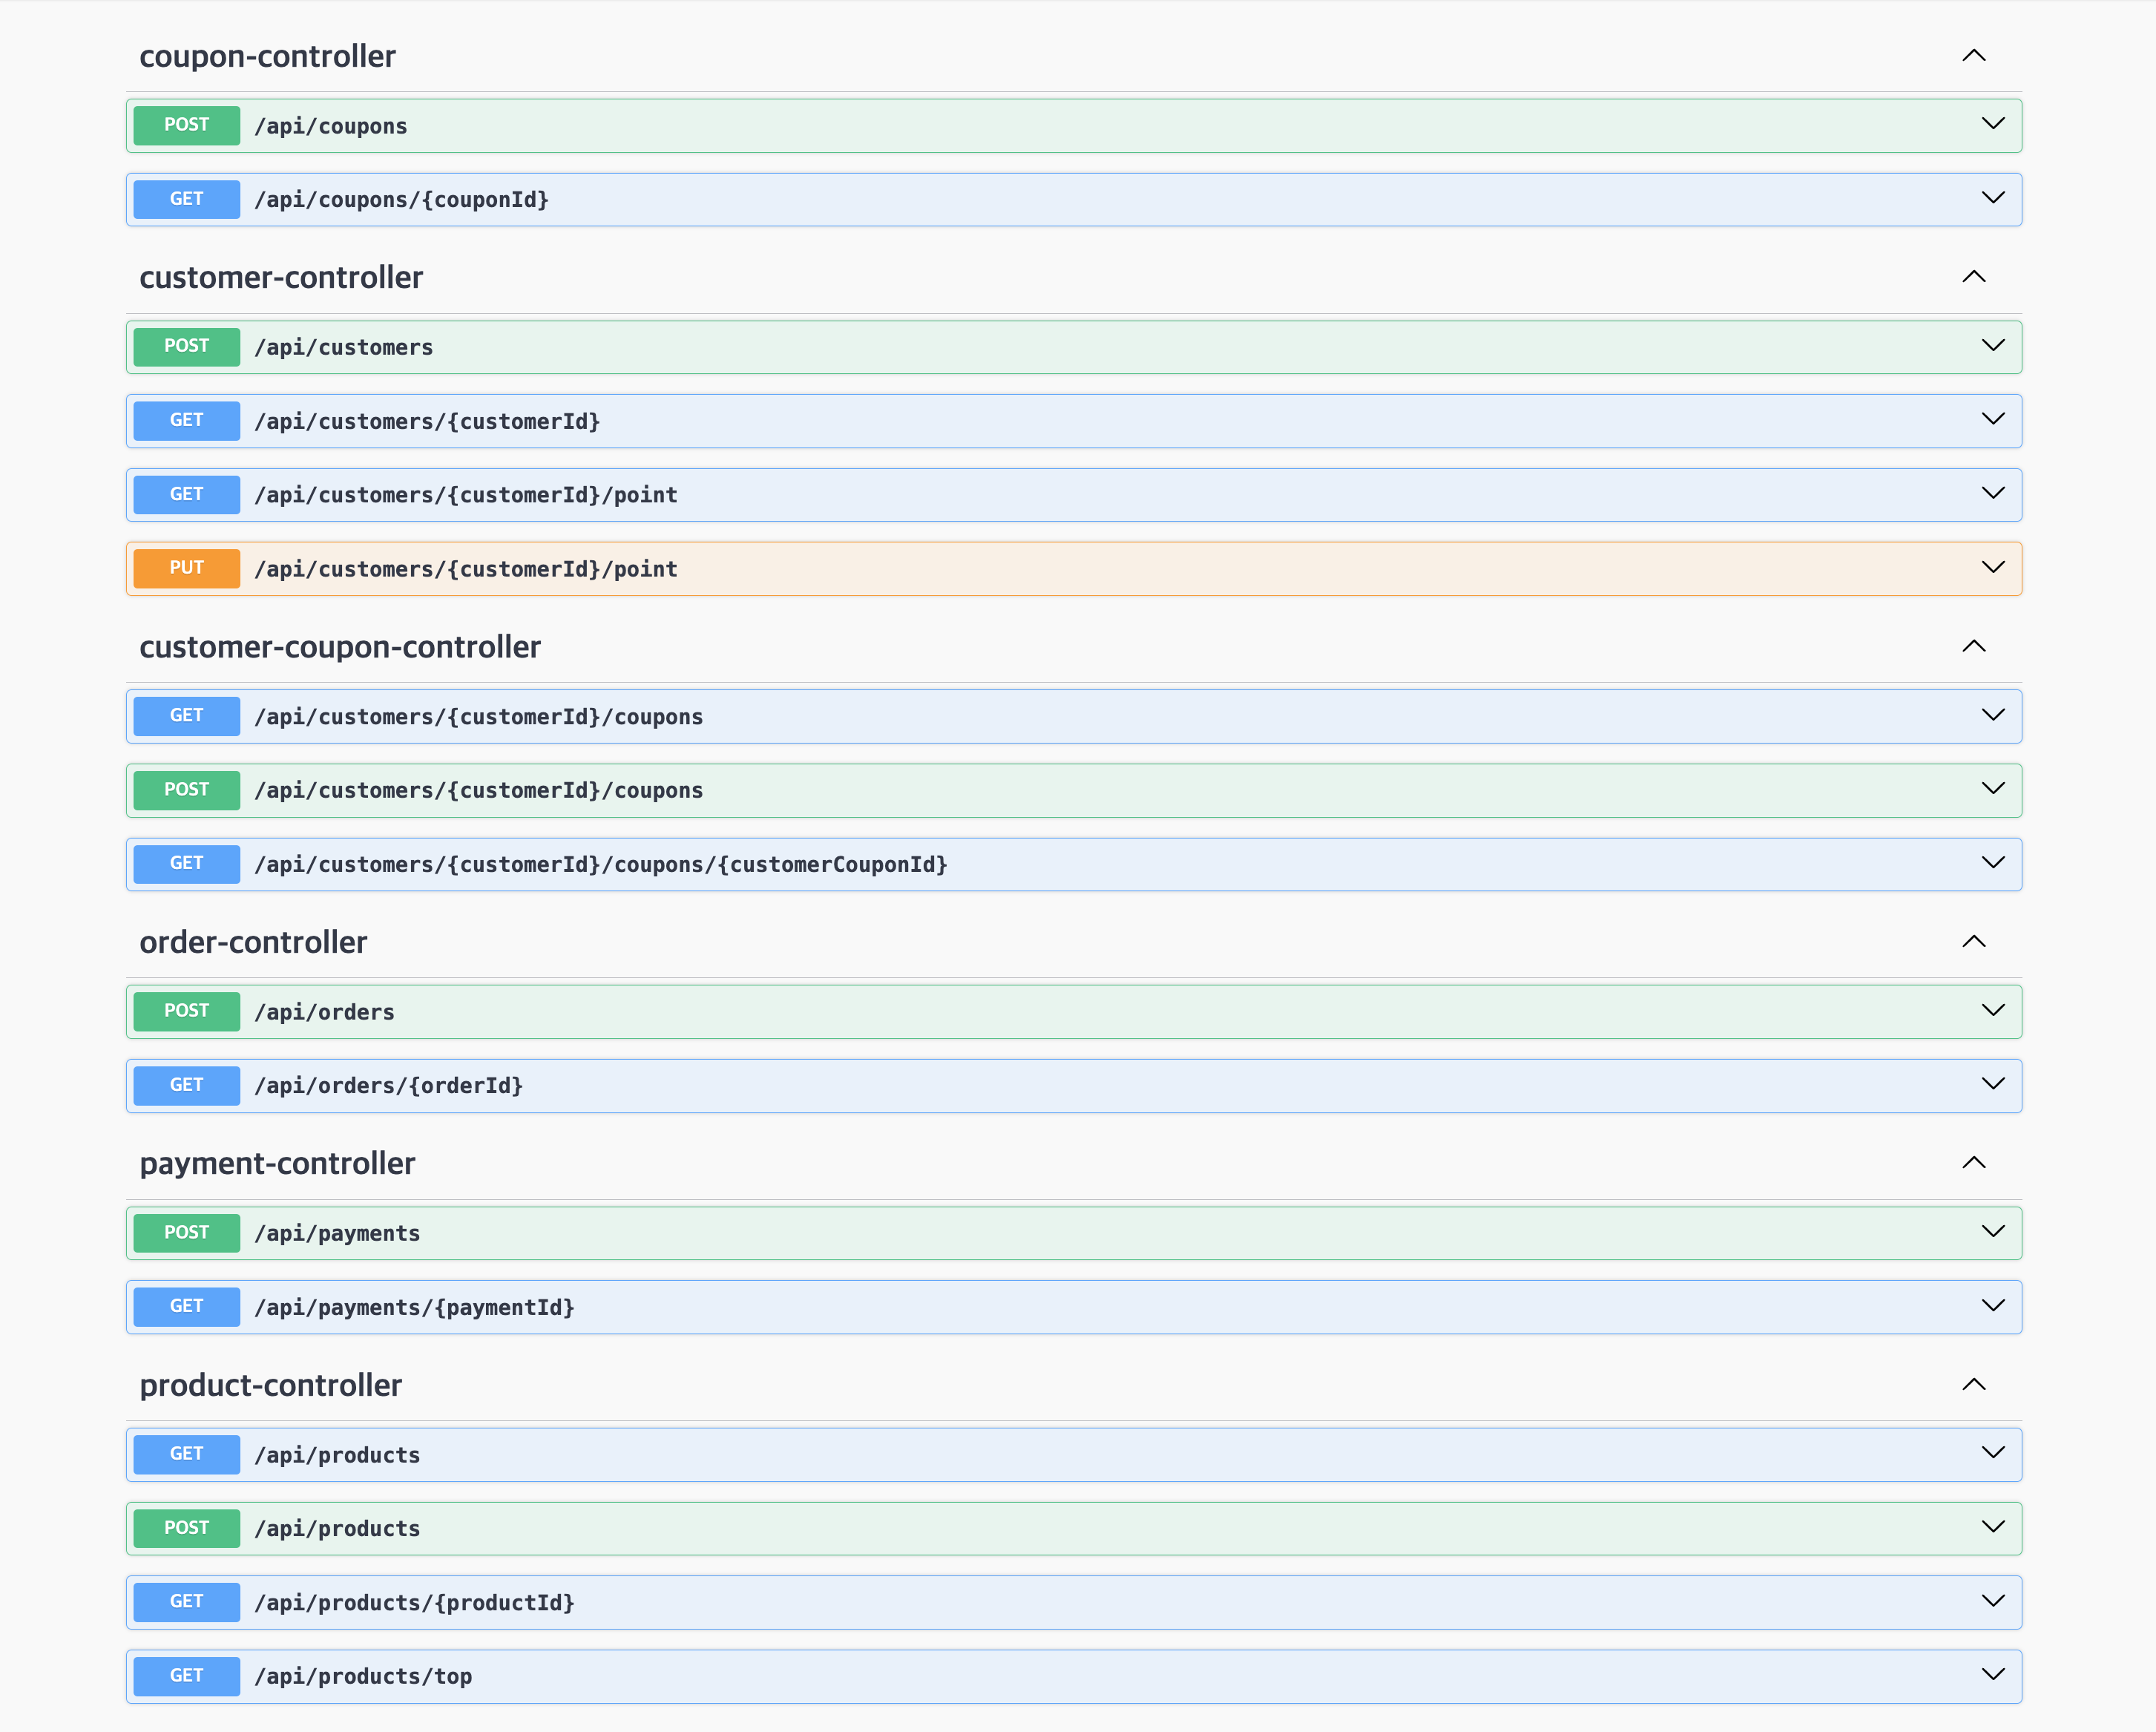 coupon-controller
POST /api/coupons
GET /api/coupons/{couponId}
customer-controller
POST /api/customers
GET /api/customers/{customerId}
GET /api/customers/{customerId}/point
PUT /api/customers/{customerId}/point
customer-coupon-controller
GET /api/customers/{customerId}/coupons
POST /api/customers/{customerId}/coupons
GET /api/customers/{customerId}/coupons/{customerCouponId}
order-controller
POST /api/orders
GET /api/orders/{orderId}
payment-controller
POST /api/payments
GET /api/payments/{paymentId}
product-controller
GET /api/products
POST /api/products
GET /api/products/{productId}
GET /api/products/top